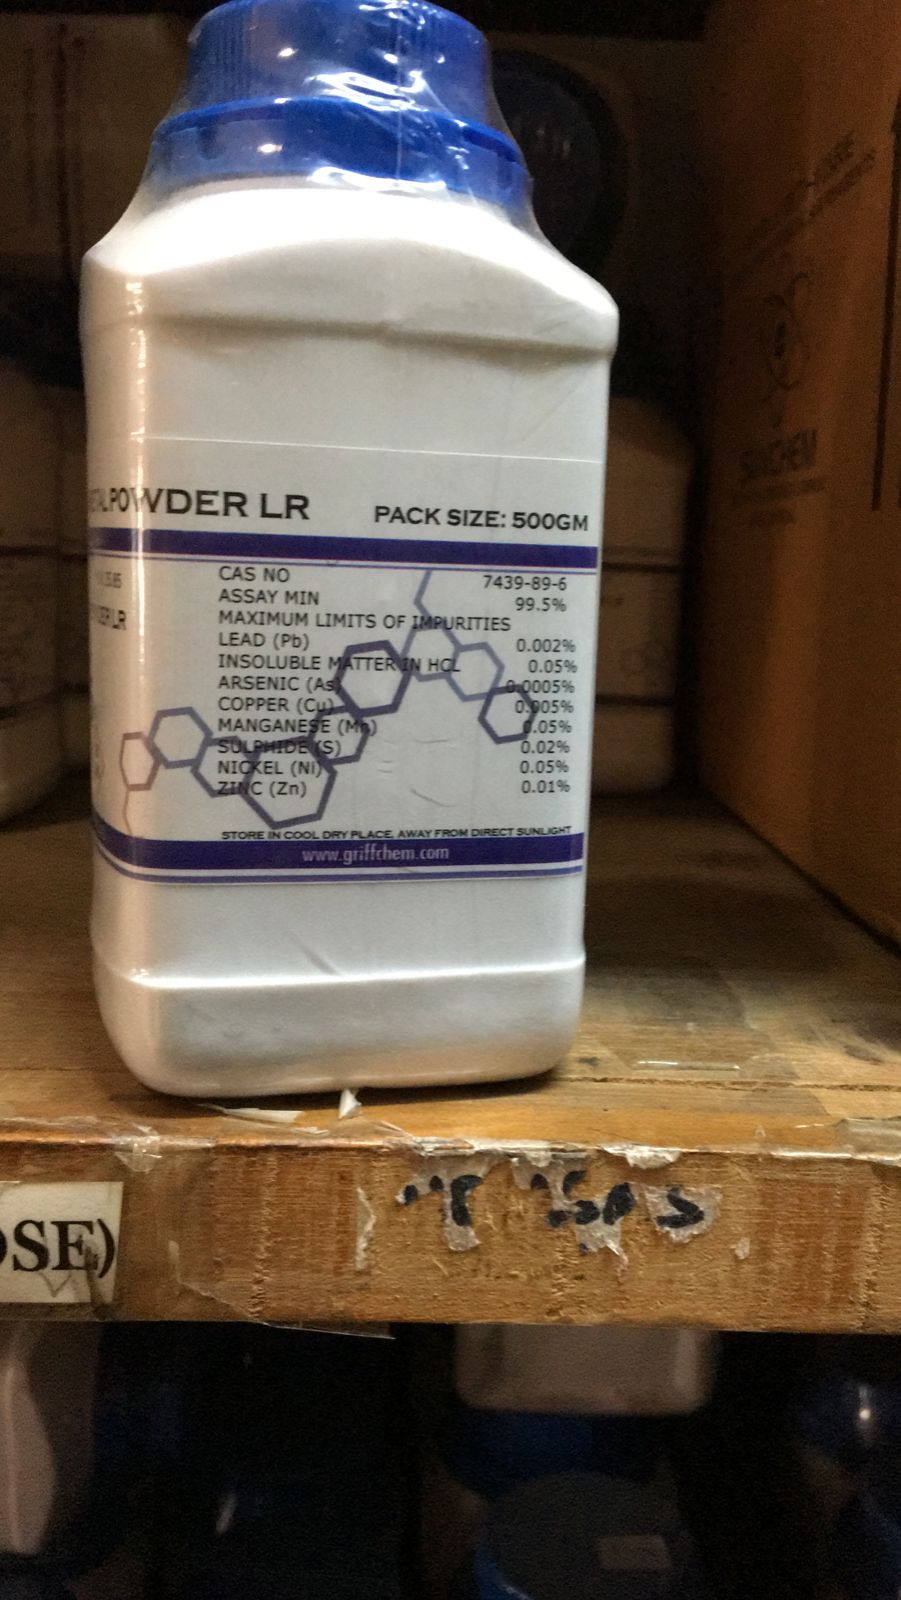 POWDER LR
PACK SIZE: 500GM
CAS NO 7439-89-6
ASSAY MIN 99.5%
MAXIMUM LIMITS OF IMPURITIES
LEAD (Pb) 0.002%
INSOLUBLE MATTER IN HCL 0.05%
ARSENIC (As) 0.0005%
COPPER (Cu) 0.005%
MANGANESE (Mn) 0.05%
SULPHIDE (S) 0.02%
NICKEL (Ni) 0.05%
ZINC (Zn) 0.01%
STORE IN COOL DRY PLACE, AWAY FROM DIRECT SUNLIGHT
www.griffchem.com
DER LR
OSE)